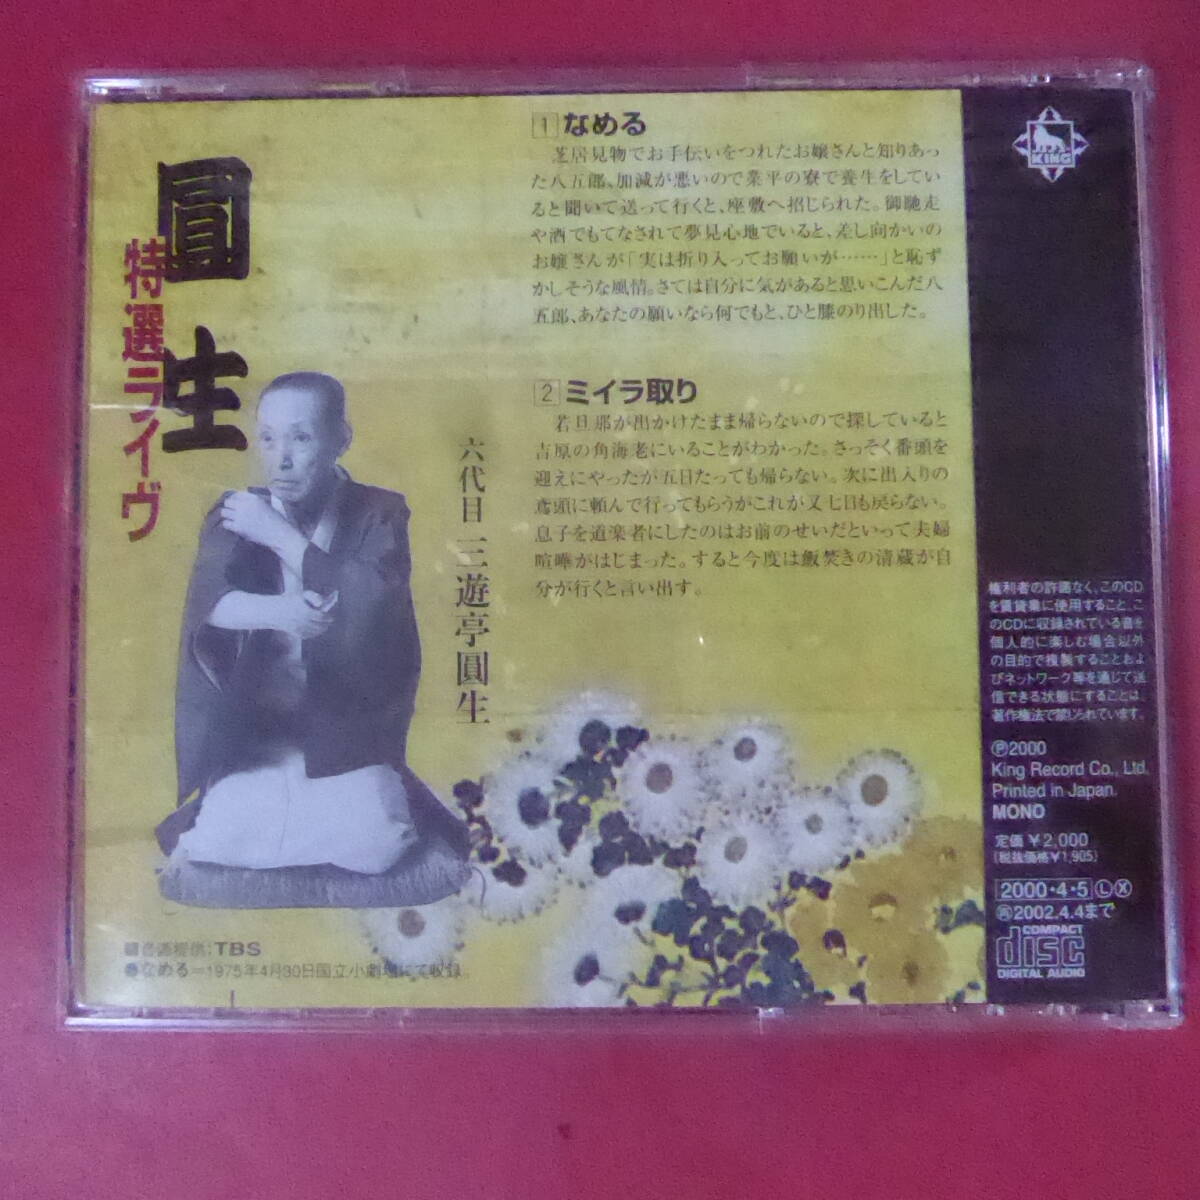 圓生
特選ライヴ
六代目 三遊亭圓生
1 なめる
芝居見物でお手伝いをつれたお嬢さんと知りあっ
た八五郎、加減が悪いので業平の寮で養生をしてい
ると聞いて送って行くと、座敷へ招じられた。御馳走
や酒でもてなされて夢見心地でいると、差し向かいの
お嬢さんが「実は折り入ってお願いが……」と恥ず
かしそうな風情。さては自分に気があると思いこんだ八
五郎、あなたの願いなら何でもと、ひと膝のり出した。
2 ミイラ取り
若旦那が出かけたまま帰らないので探していると
吉原の角海老にいることがわかった。さっそく番頭を
迎えにやったが五日たっても帰らない。次に出入りの
鳶頭に頼んで行ってもらうがこれが又七日も戻らない。
息子を道楽者にしたのはお前のせいだといって夫婦
喧嘩がはじまった。すると今度は飯焚きの清蔵が自
分が行くと言い出す。
■音源提供:TBS
●なめる=1975年4月30日国立小劇場にて収録
KING
権利者の許諾なく、このCD
を賃貸業に使用すること、こ
のCDに収録されている音を
個人的に楽しむ場合以外
の目的で複製することおよ
びネットワーク等を通じて送
信できる状態にすることは、
著作権法で禁じられています。
Ⓟ2000
King Record Co., Ltd.
Printed in Japan.
MONO
定価 ¥2,000
(税抜価格¥1,905)
2000・4・5 Ⓛ Ⓧ
㊢2002.4.4まで
COMPACT
disc
DIGITAL AUDIO